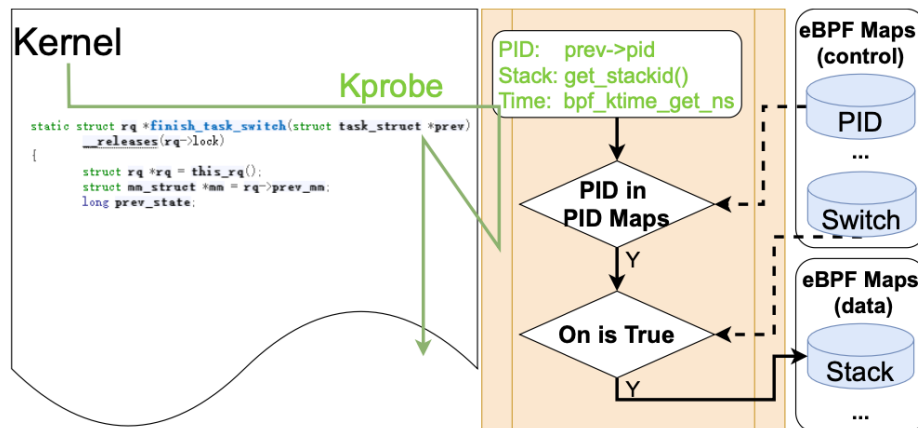 Kernel
Kprobe
static struct rq *finish_task_switch(struct task_struct *prev)
__releases(rq->lock)
{
struct rq *rq = this_rq();
struct mm_struct *mm = rq->prev_mm;
long prev_state;
PID: prev->pid
Stack: get_stackid()
Time: bpf_ktime_get_ns
PID in
PID Maps
Y
On is True
Y
eBPF Maps
(control)
PID
...
Switch
eBPF Maps
(data)
Stack
...